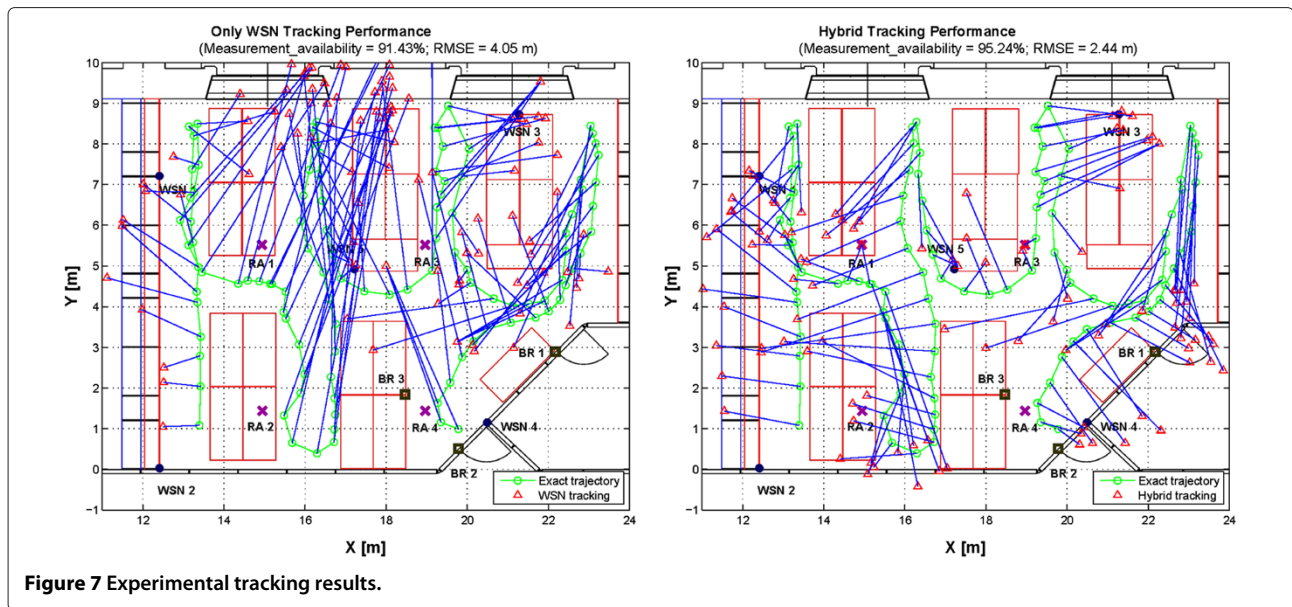 Only WSN Tracking Performance
(Measurement_availability = 91.43%; RMSE = 4.05 m)
10
9
8
7
6
5
4
3
2
1
0
−1
Y [m]
12
14
16
18
20
22
24
X [m]
WSN 3
RA 1
RA 3
BR 1
BR 3
RA 2
RA 4
WSN 4
BR 2
WSN 2
Exact trajectory
WSN tracking
Hybrid Tracking Performance
(Measurement_availability = 95.24%; RMSE = 2.44 m)
10
9
8
7
6
5
4
3
2
1
0
−1
Y [m]
11
12
14
16
18
20
22
24
X [m]
WSN 3
WSN 5
RA 1
RA 3
BR 1
BR 3
RA 2
RA 4
WSN 4
BR 2
WSN 2
Exact trajectory
Hybrid tracking
Figure 7 Experimental tracking results.